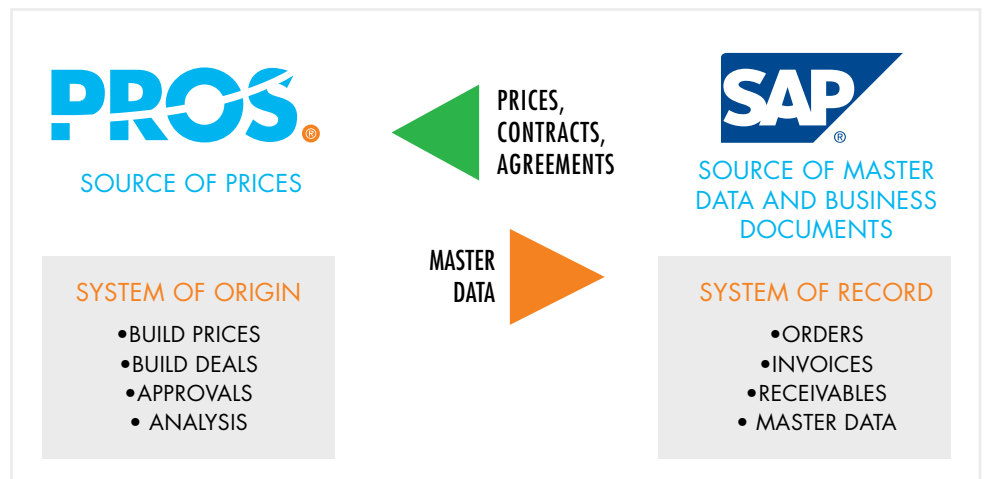 PROS®
SOURCE OF PRICES
SYSTEM OF ORIGIN
•BUILD PRICES
•BUILD DEALS
•APPROVALS
• ANALYSIS
PRICES,
CONTRACTS,
AGREEMENTS
MASTER
DATA
SAP®
SOURCE OF MASTER
DATA AND BUSINESS
DOCUMENTS
SYSTEM OF RECORD
•ORDERS
•INVOICES
•RECEIVABLES
• MASTER DATA